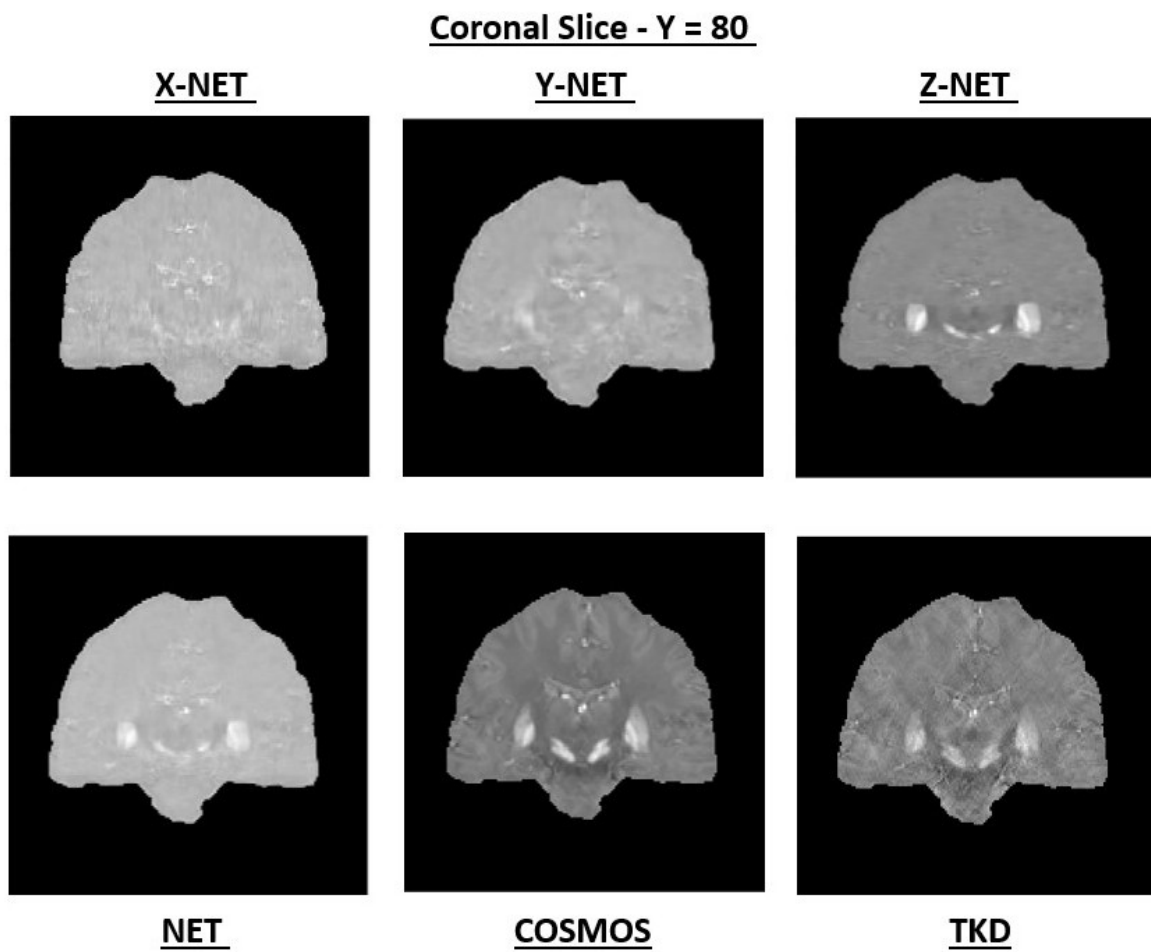 Coronal Slice - Y = 80
X-NET
Y-NET
Z-NET
NET
COSMOS
TKD